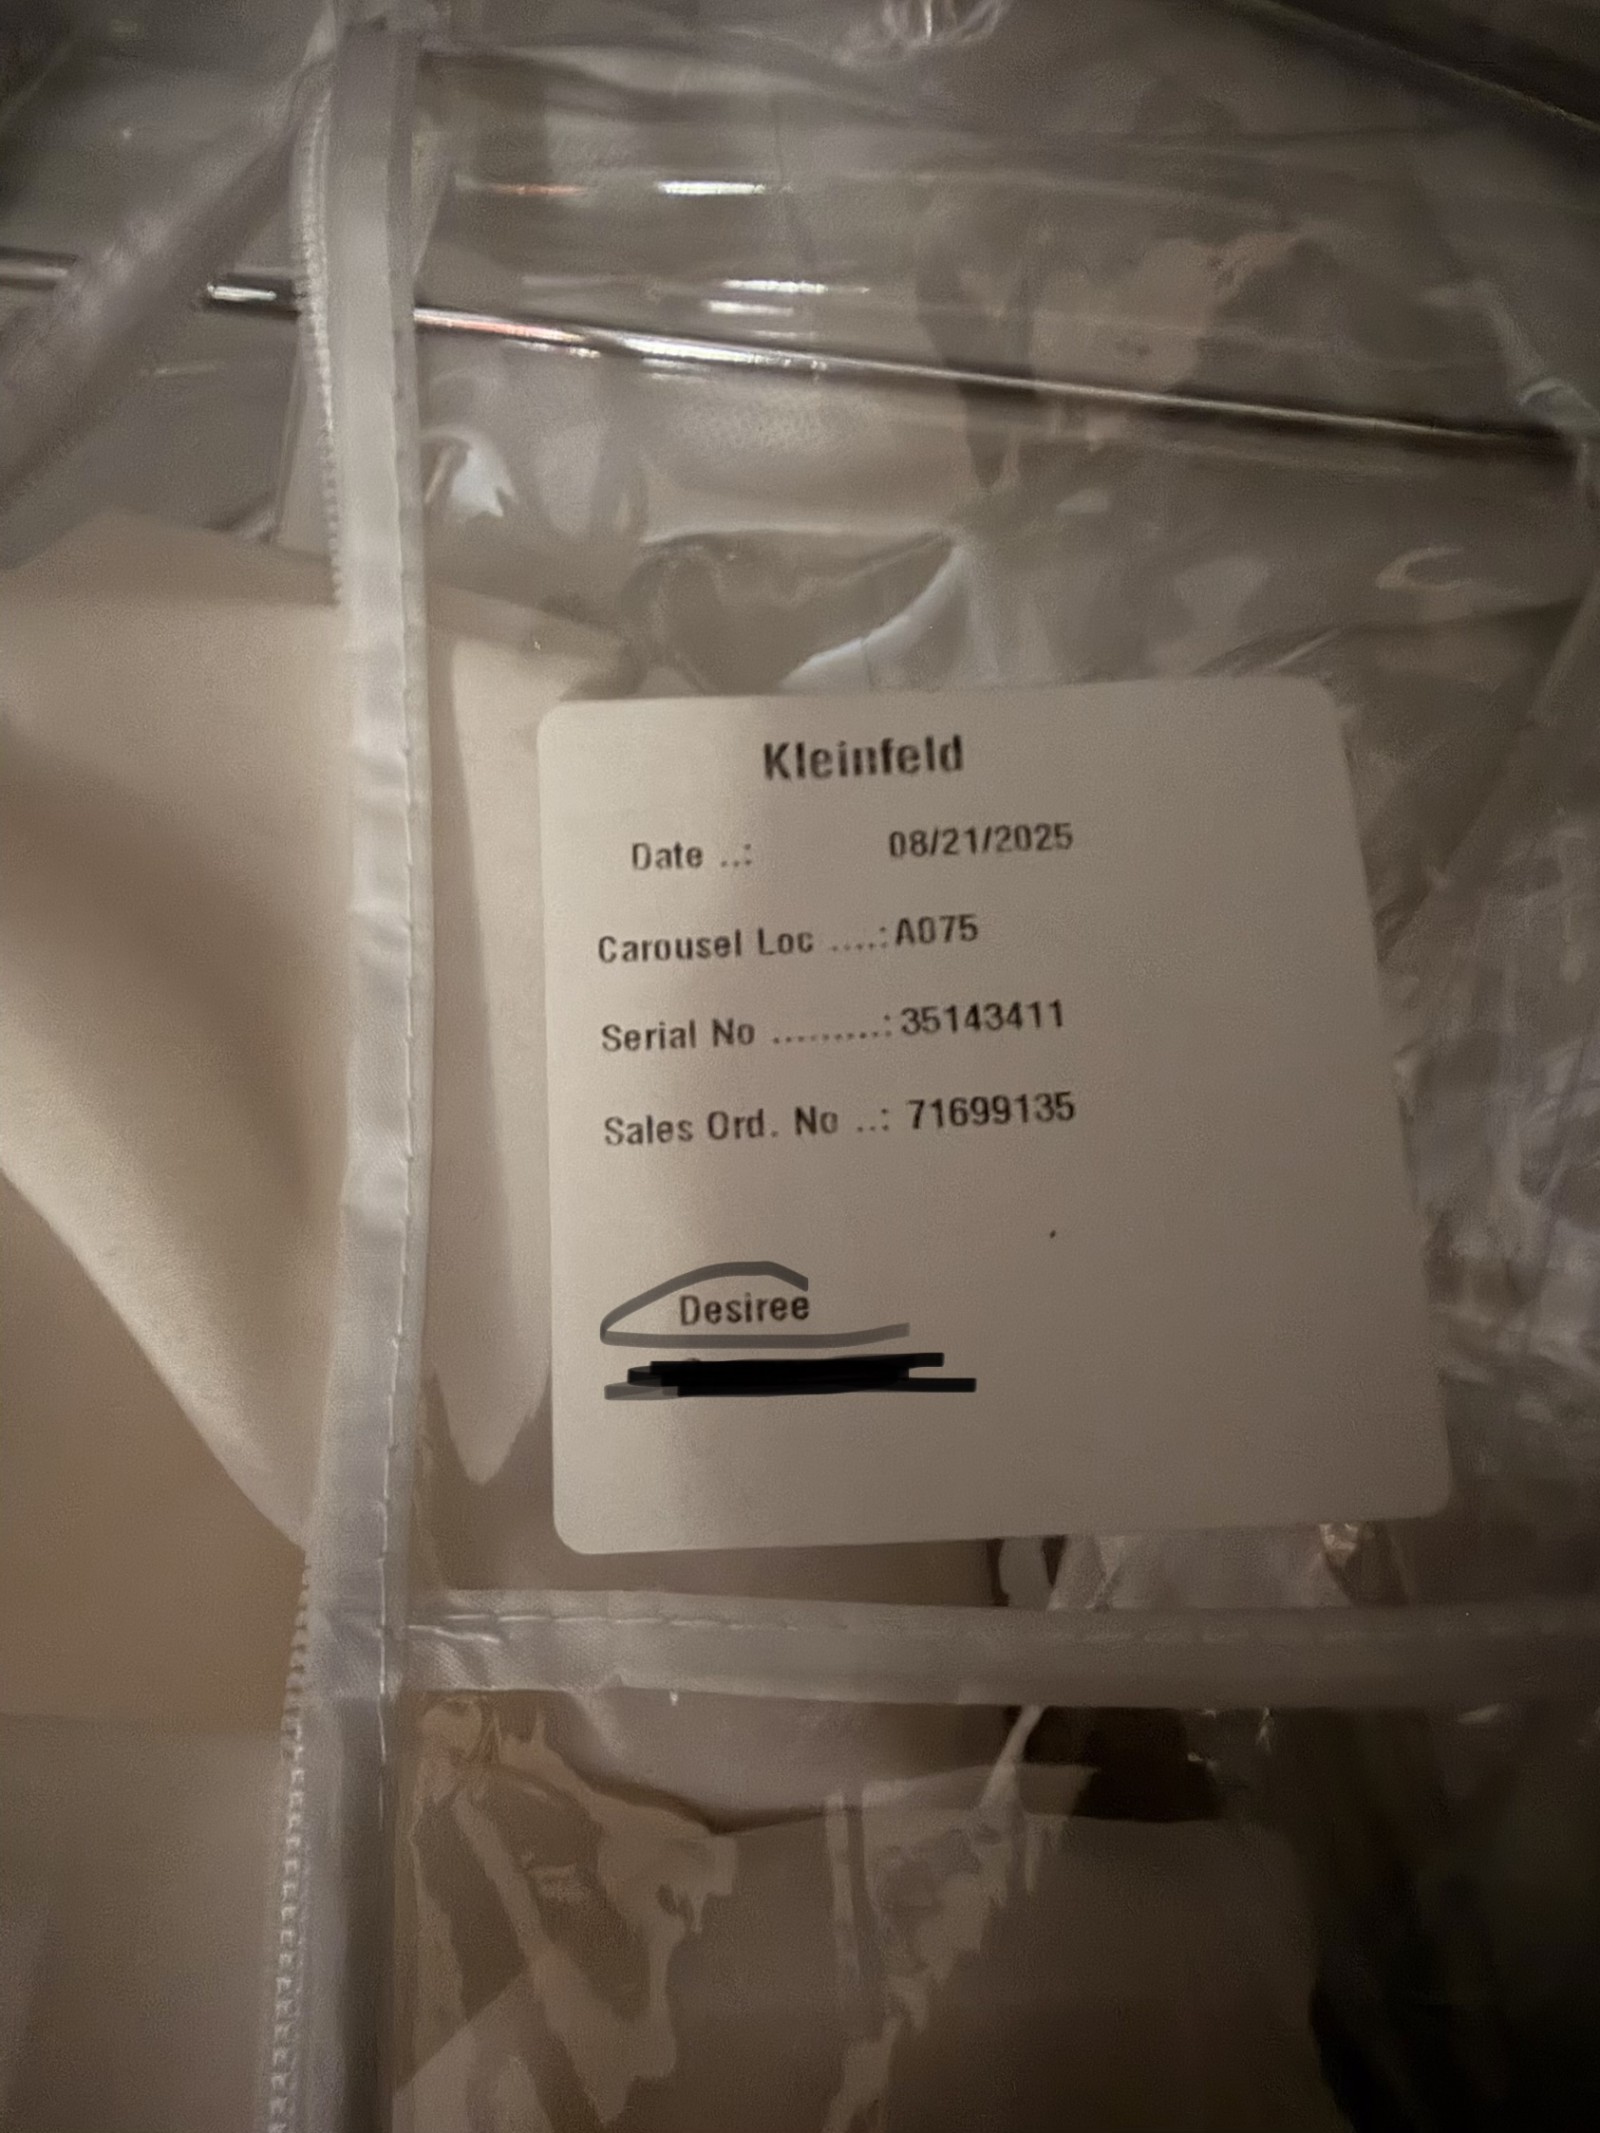 Kleinfeld
Date ..: 08/21/2025
Carousel Loc ....: A075
Serial No .........: 35143411
Sales Ord. No ..: 71699135
Desiree